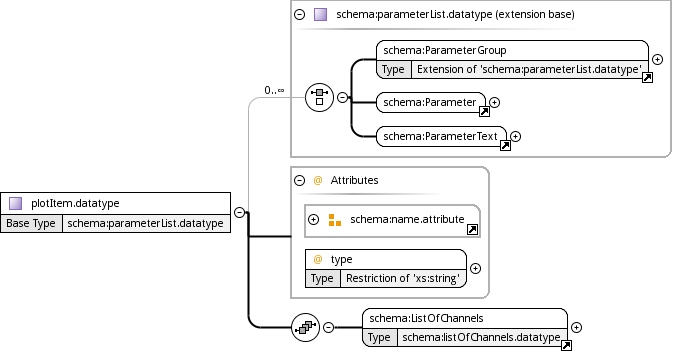 schema:parameterList.datatype (extension base)
schema:ParameterGroup
Type Extension of 'schema:parameterList.datatype'
0..∞
schema:Parameter
schema:ParameterText
@ Attributes
plotItem.datatype
schema:name.attribute
Base Type schema:parameterList.datatype
@ type
Type Restriction of 'xs:string'
schema:ListOfChannels
Type schema:listOfChannels.datatype